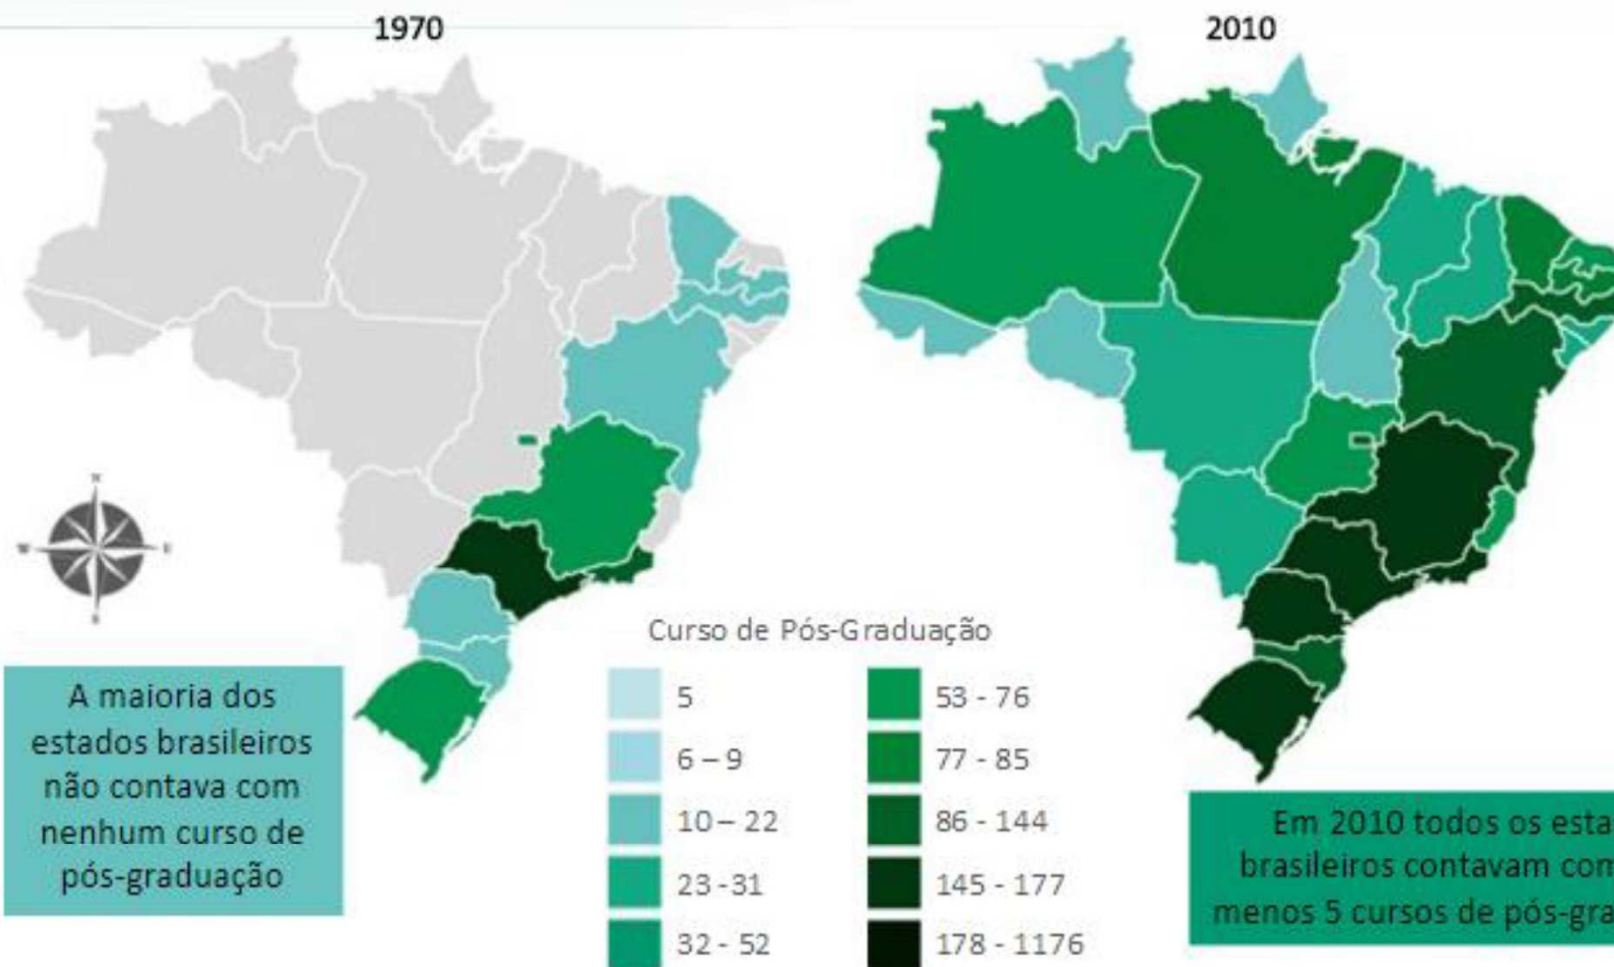 1970
2010
Curso de Pós-Graduação
5
6 – 9
10 – 22
23 -31
32 - 52
53 - 76
77 - 85
86 - 144
145 - 177
178 - 1176
A maioria dos
estados brasileiros
não contava com
nenhum curso de
pós-graduação
Em 2010 todos os esta
brasileiros contavam con
menos 5 cursos de pós-gra
N
S